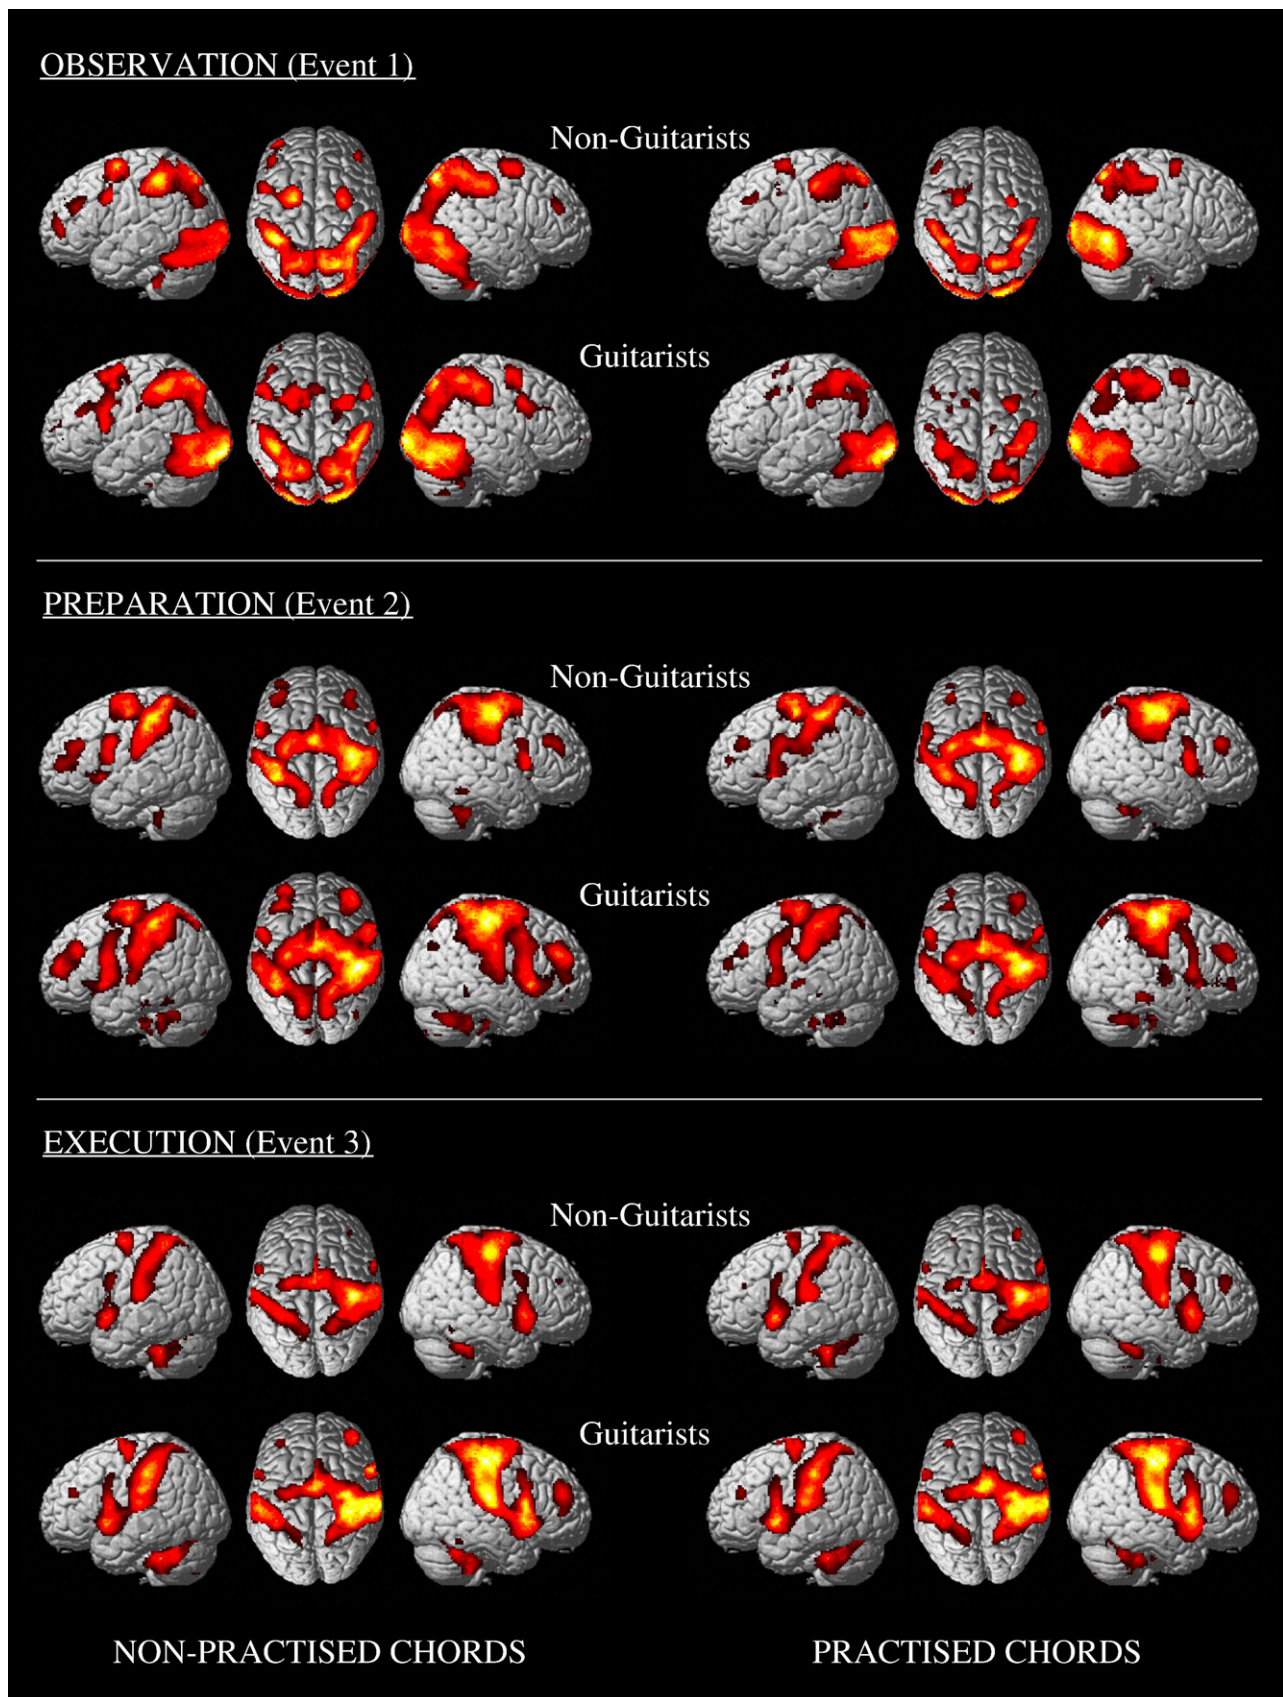 OBSERVATION (Event 1)
Non-Guitarists
Guitarists
PREPARATION (Event 2)
Non-Guitarists
Guitarists
EXECUTION (Event 3)
Non-Guitarists
Guitarists
NON-PRACTISED CHORDS
PRACTISED CHORDS